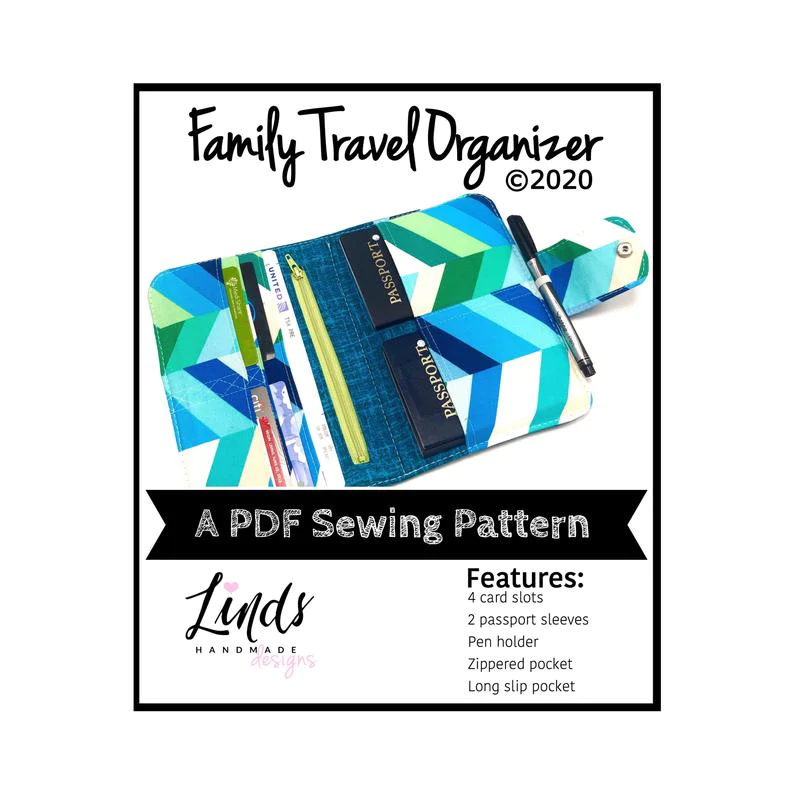 Family Travel Organizer
©2020
UNITED
PASSPORT
PASSPORT
citi
A PDF Sewing Pattern
Linds
HANDMADE
designs
Features:
4 card slots
2 passport sleeves
Pen holder
Zippered pocket
Long slip pocket